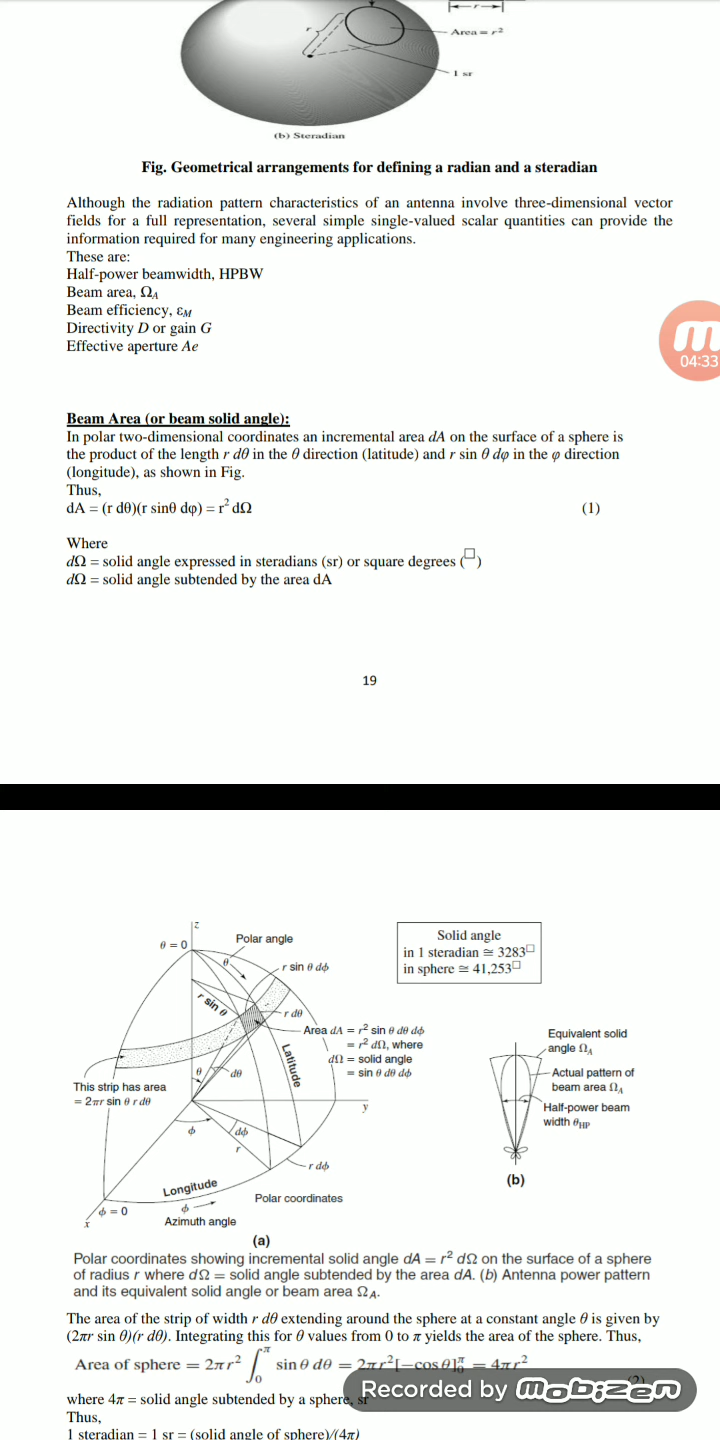 r
r
Area = r²
1 sr
(b) Steradian
Fig. Geometrical arrangements for defining a radian and a steradian
Although the radiation pattern characteristics of an antenna involve three-dimensional vector
fields for a full representation, several simple single-valued scalar quantities can provide the
information required for many engineering applications.
These are:
Half-power beamwidth, HPBW
Beam area, Ω_A
Beam efficiency, ε_M
Directivity D or gain G
Effective aperture Ae
04:33
Beam Area (or beam solid angle):
In polar two-dimensional coordinates an incremental area dA on the surface of a sphere is
the product of the length r dθ in the θ direction (latitude) and r sin θ dφ in the φ direction
(longitude), as shown in Fig.
Thus,
dA = (r dθ)(r sinθ dφ) = r² dΩ (1)
Where
dΩ = solid angle expressed in steradians (sr) or square degrees (□)
dΩ = solid angle subtended by the area dA
19
z
θ = 0
Polar angle
θ
r sin θ dϕ
r sin θ
r dθ
Area dA = r² sin θ dθ dϕ
= r² dΩ, where
dΩ = solid angle
= sin θ dθ dϕ
Latitude
θ
dθ
This strip has area
= 2πr sin θ r dθ
y
ϕ
dϕ
r
r dϕ
Longitude
ϕ
Polar coordinates
ϕ = 0
x
Azimuth angle
(a)
Solid angle
in 1 steradian ≅ 3283□
in sphere ≅ 41,253□
Equivalent solid
angle Ω_A
Actual pattern of
beam area Ω_A
Half-power beam
width θ_HP
(b)
Polar coordinates showing incremental solid angle dA = r² dΩ on the surface of a sphere
of radius r where dΩ = solid angle subtended by the area dA. (b) Antenna power pattern
and its equivalent solid angle or beam area Ω_A.
The area of the strip of width r dθ extending around the sphere at a constant angle θ is given by
(2πr sin θ)(r dθ). Integrating this for θ values from 0 to π yields the area of the sphere. Thus,
Area of sphere = 2πr² ∫₀^π sin θ dθ = 2πr²[−cos θ]₀^π = 4πr²
(2)
where 4π = solid angle subtended by a sphere, sr
Thus,
1 steradian = 1 sr = (solid angle of sphere)/(4π)
Recorded by mobizen